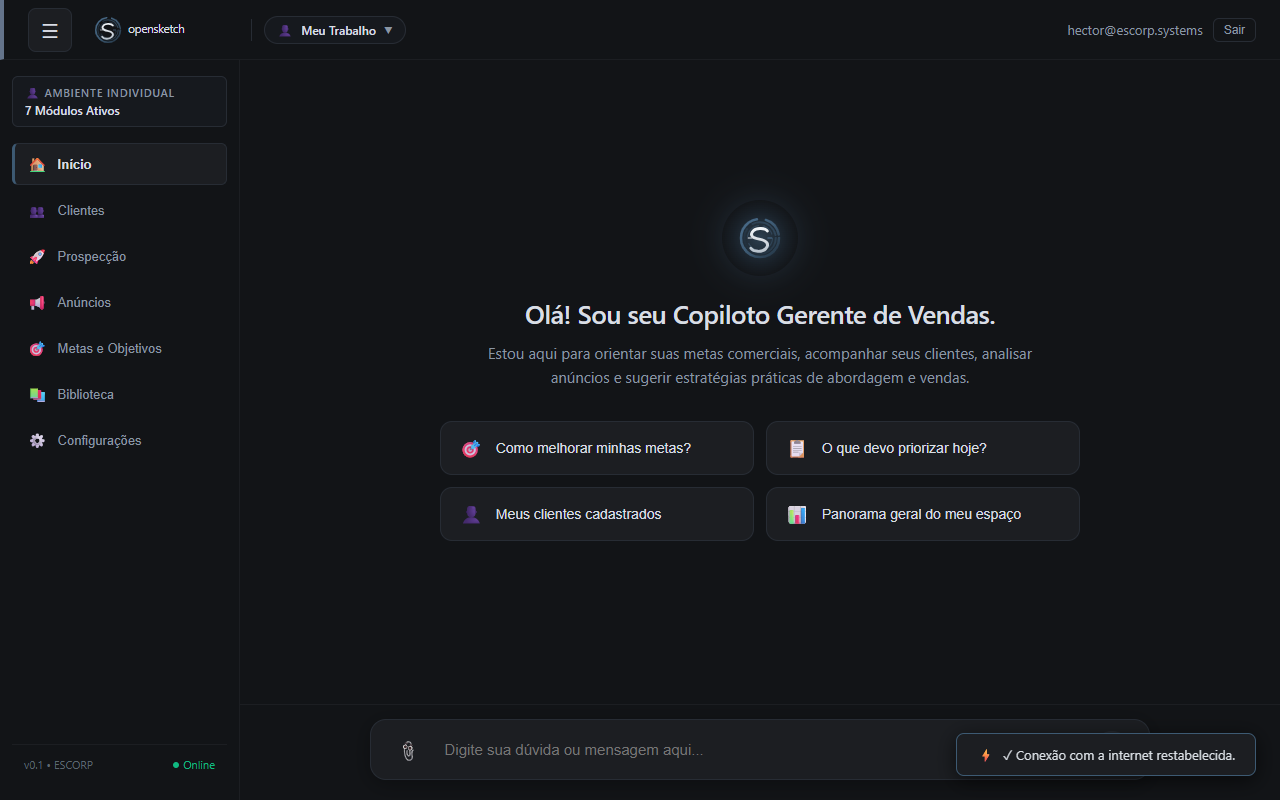 ☰
opensketch
Meu Trabalho ▼
hector@escorp.systems
Sair
AMBIENTE INDIVIDUAL
7 Módulos Ativos
Início
Clientes
Prospecção
Anúncios
Metas e Objetivos
Biblioteca
Configurações
v0.1 • ESCORP
Online
S
Olá! Sou seu Copiloto Gerente de Vendas.
Estou aqui para orientar suas metas comerciais, acompanhar seus clientes, analisar
anúncios e sugerir estratégias práticas de abordagem e vendas.
Como melhorar minhas metas?
O que devo priorizar hoje?
Meus clientes cadastrados
Panorama geral do meu espaço
Digite sua dúvida ou mensagem aqui...
✓ Conexão com a internet restabelecida.